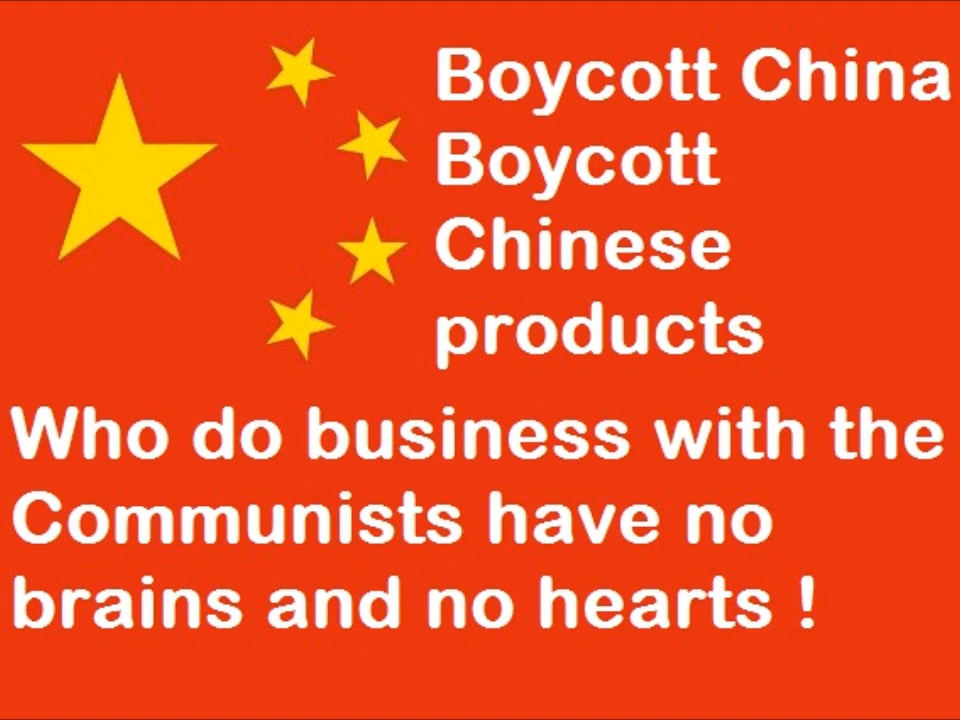 Boycott China
Boycott
Chinese
products
Who do business with the
Communists have no
brains and no hearts !